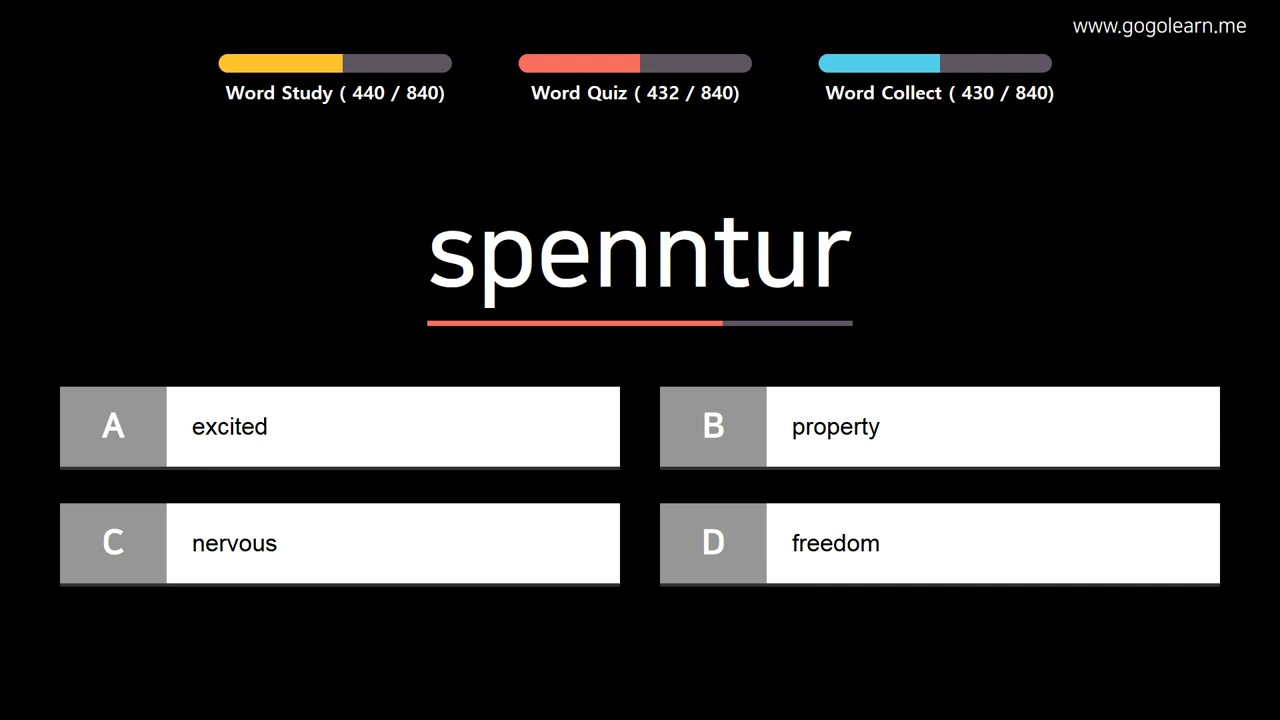 www.gogolearn.me
Word Study ( 440 / 840)
Word Quiz ( 432 / 840)
Word Collect ( 430 / 840)
spenntur
A excited
B property
C nervous
D freedom